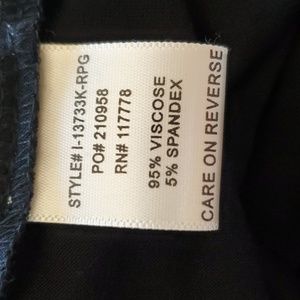 STYLE# I-13733K-RPG
PO# 210958
RN# 117778
95% VISCOSE
5% SPANDEX
CARE ON REVERSE